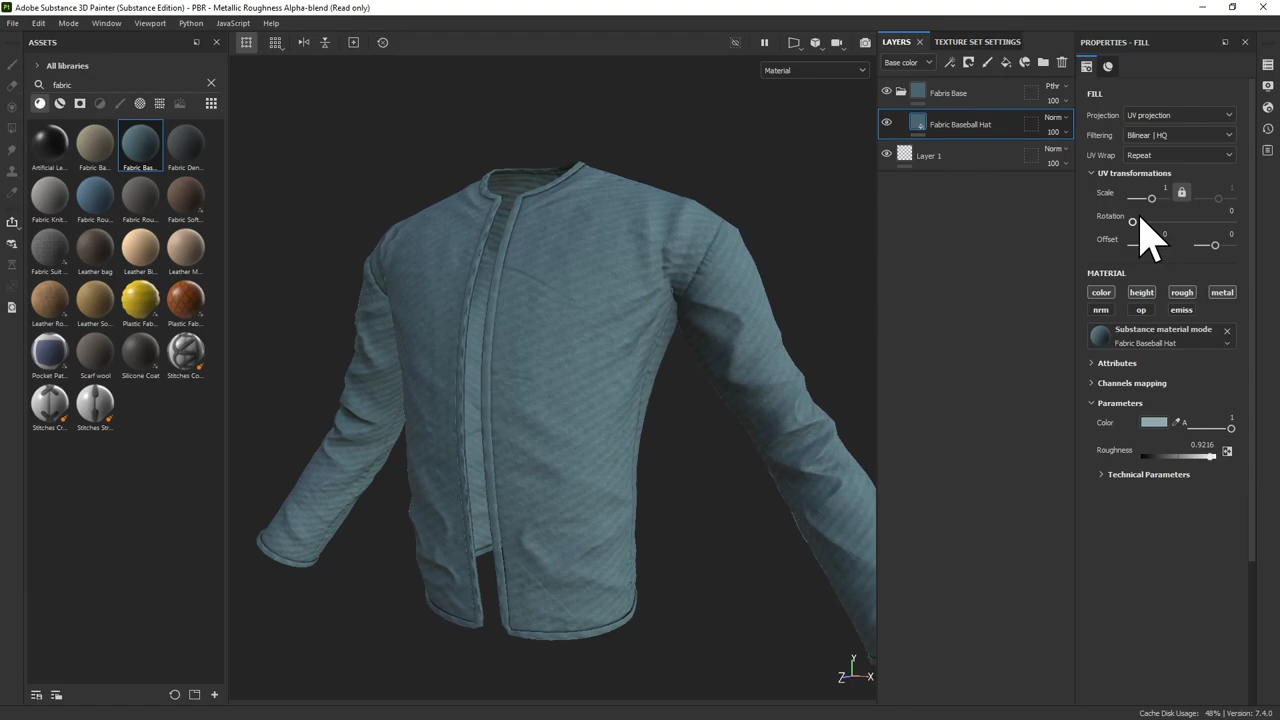 Pt Adobe Substance 3D Painter (Substance Edition) - PBR - Metallic Roughness Alpha-blend (Read only)
File Edit Mode Window Viewport Python JavaScript Help
ASSETS
All libraries
fabric
Artificial Le...
Fabric Ba...
Fabric Bas...
Fabric Den...
Fabric Knit...
Fabric Rou...
Fabric Rou...
Fabric Soft...
Fabric Suit ...
Leather bag
Leather Bi...
Leather M...
Leather Ro...
Leather So...
Plastic Fab...
Plastic Fab...
Pocket Pat...
Scarf wool
Silicone Coat
Stitches Co...
Stitches Cr...
Stitches Str...
Material
Y
Z
X
LAYERS
TEXTURE SET SETTINGS
Base color
Fabris Base
Pthr
100
Fabric Baseball Hat
Norm
100
Layer 1
Norm
100
PROPERTIES - FILL
FILL
Projection UV projection
Filtering Bilinear | HQ
UV Wrap Repeat
UV transformations
Scale 1 1
Rotation 0
Offset 0 0
MATERIAL
color height rough metal
nrm op emiss
Substance material mode
Fabric Baseball Hat
Attributes
Channels mapping
Parameters
Color A 1
Roughness 0.9216
Technical Parameters
Cache Disk Usage: 48% | Version: 7.4.0